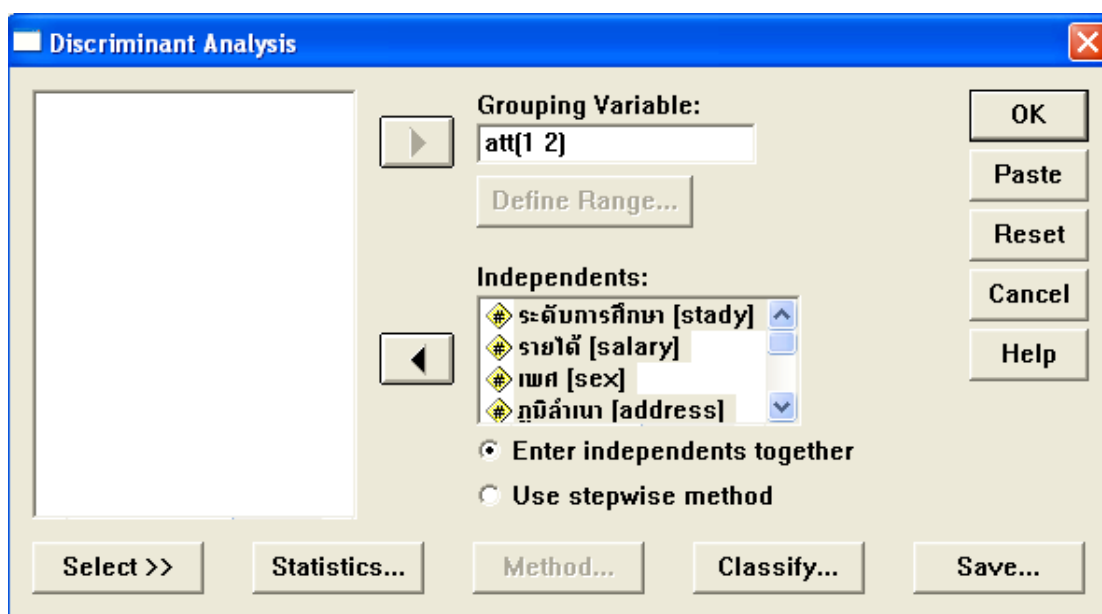 Discriminant Analysis
Grouping Variable:
att(1 2)
Define Range...
Independents:
ระดับการศึกษา [stady]
รายได้ [salary]
เพศ [sex]
ภูมิลำเนา [address]
Enter independents together
Use stepwise method
OK
Paste
Reset
Cancel
Help
Select >>
Statistics...
Method...
Classify...
Save...